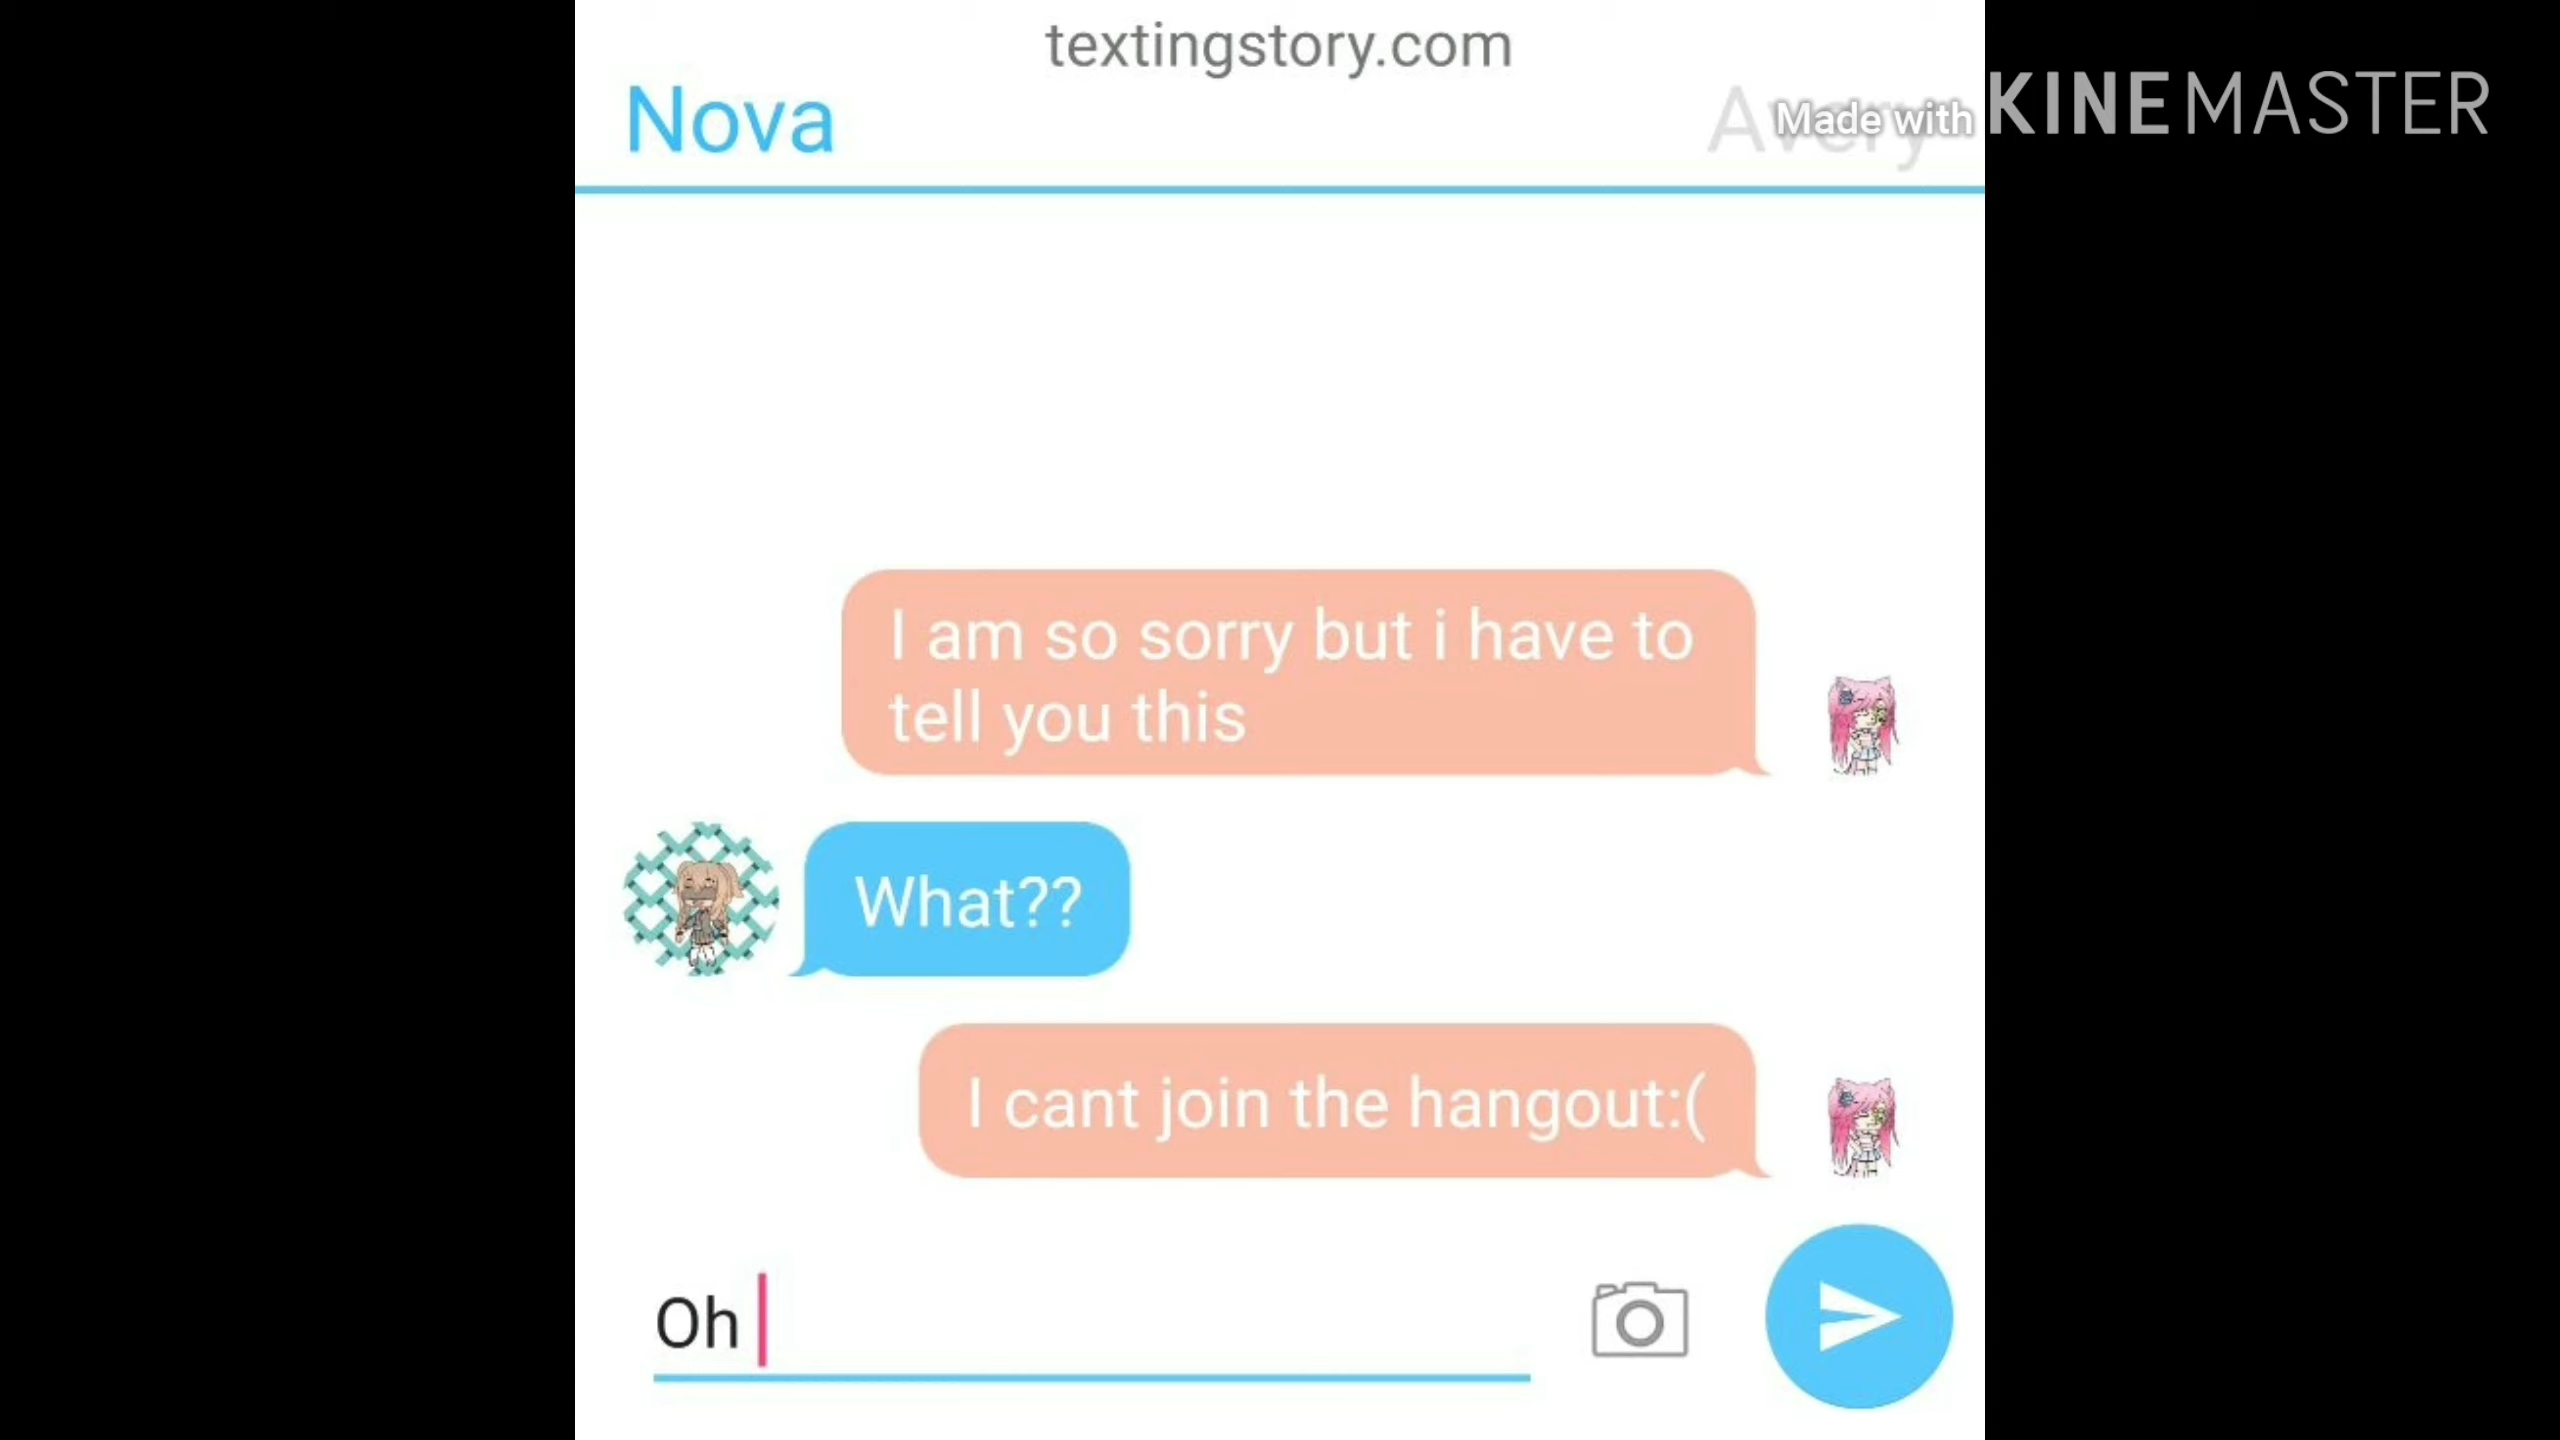 textingstory.com
Nova
Avery
Made with KINEMASTER
I am so sorry but i have to
tell you this
What??
I cant join the hangout:(
Oh